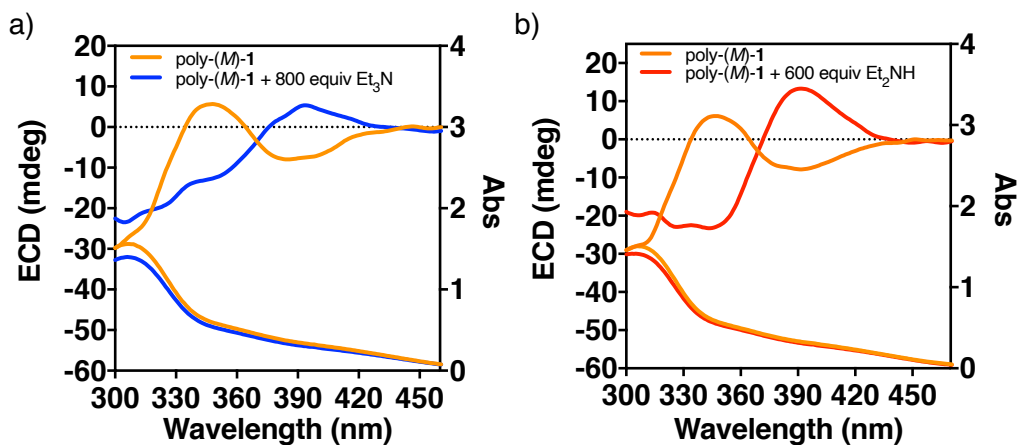 a)
poly-(M)-1
poly-(M)-1 + 800 equiv Et₃N
20
10
0
-10
-20
-30
-40
-50
-60
ECD (mdeg)
4
3
2
1
0
Abs
300 330 360 390 420 450
Wavelength (nm)
b)
poly-(M)-1
poly-(M)-1 + 600 equiv Et₂NH
20
10
0
-10
-20
-30
-40
-50
-60
ECD (mdeg)
4
3
2
1
0
Abs
300 330 360 390 420 450
Wavelength (nm)